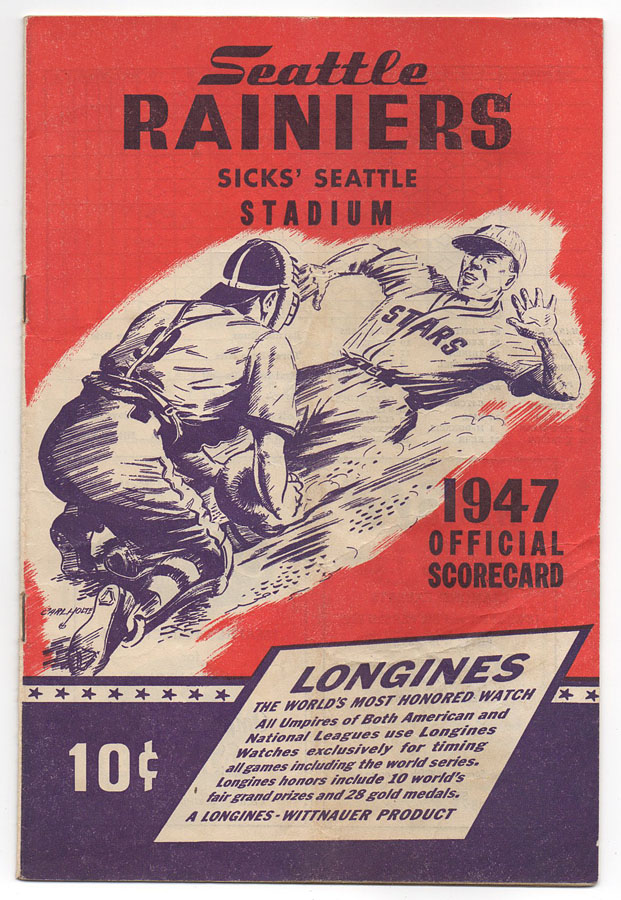 Seattle
RAINIERS
SICKS' SEATTLE
STADIUM
STARS
1947
OFFICIAL
SCORECARD
LONGINES
THE WORLD'S MOST HONORED WATCH
All Umpires of Both American and
National Leagues use Longines
Watches exclusively for timing
all games including the world series.
Longines honors include 10 world's
fair grand prizes and 28 gold medals.
A LONGINES-WITTNAUER PRODUCT
10¢